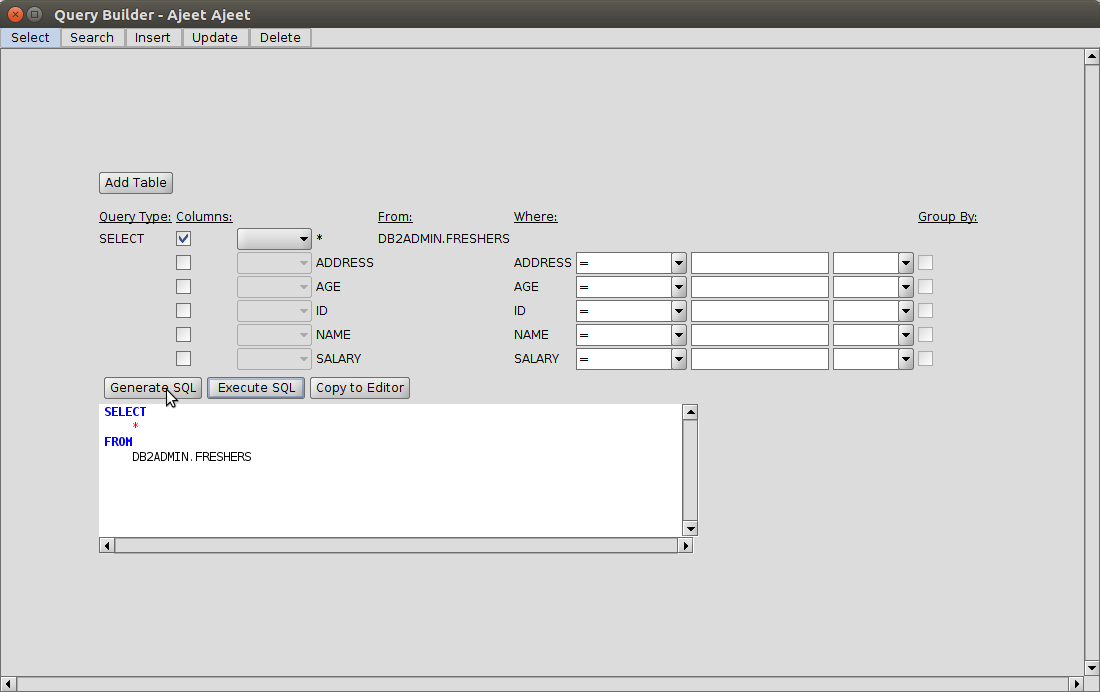 Query Builder - Ajeet Ajeet
Select Search Insert Update Delete
Add Table
Query Type: Columns: From: Where: Group By:
SELECT * DB2ADMIN.FRESHERS
ADDRESS ADDRESS =
AGE AGE =
ID ID =
NAME NAME =
SALARY SALARY =
Generate SQL Execute SQL Copy to Editor
SELECT
*
FROM
DB2ADMIN.FRESHERS